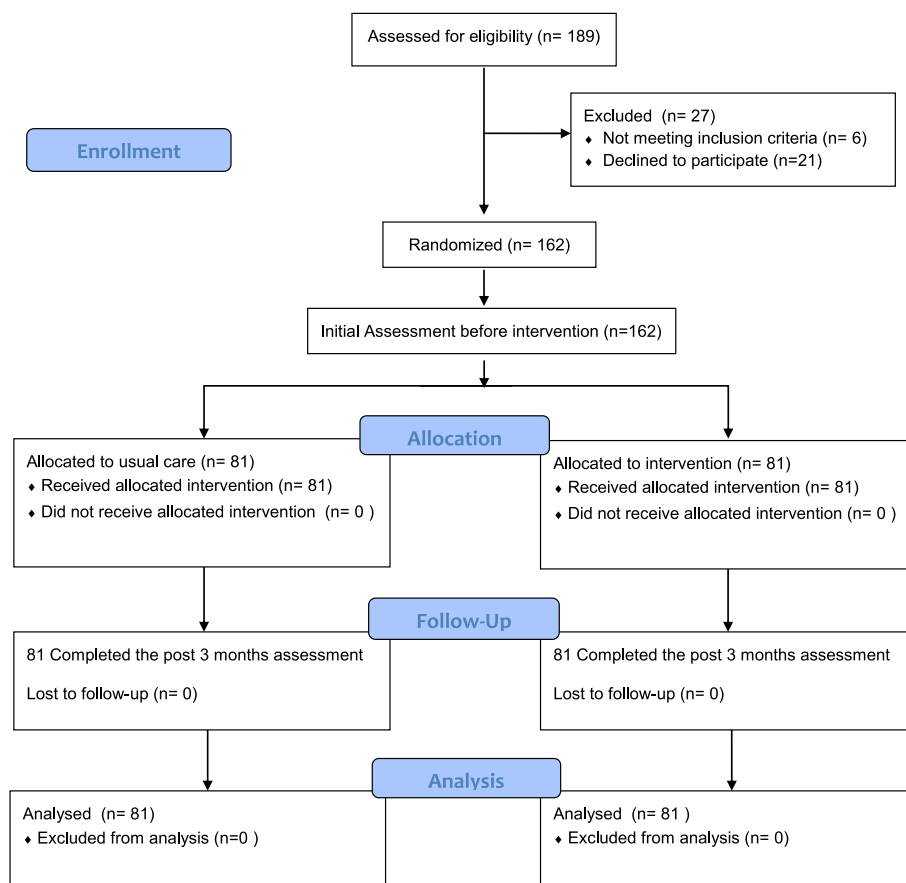 Assessed for eligibility (n= 189)
Excluded (n= 27)
♦ Not meeting inclusion criteria (n= 6)
♦ Declined to participate (n=21)
Enrollment
Randomized (n= 162)
Initial Assessment before intervention (n=162)
Allocation
Allocated to usual care (n= 81)
♦ Received allocated intervention (n= 81)
♦ Did not receive allocated intervention (n= 0 )
Allocated to intervention (n= 81)
♦ Received allocated intervention (n= 81)
♦ Did not receive allocated intervention (n= 0 )
Follow-Up
81 Completed the post 3 months assessment
Lost to follow-up (n= 0)
81 Completed the post 3 months assessment
Lost to follow-up (n= 0)
Analysis
Analysed (n= 81)
♦ Excluded from analysis (n=0 )
Analysed (n= 81 )
♦ Excluded from analysis (n= 0)